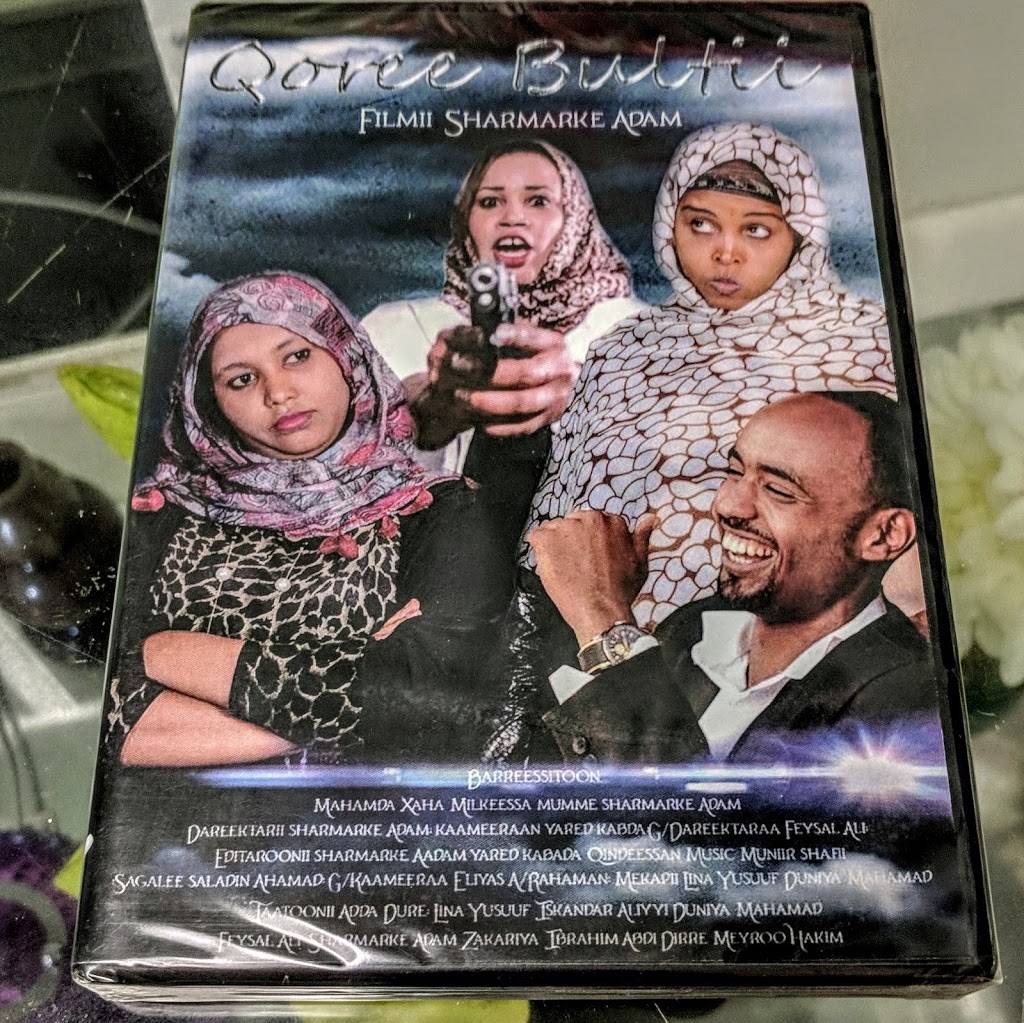 Qoree Bultii
Filmii Sharmarke Adam
Barreessitoon
Mahamda Xaha Milkeessa mumme sharmarke Adam
Dareektarii sharmarke Adam: kaameeraan yared kabda G/Dareektaraa Feysal Ali:
Editaroonii sharmarke Aadam yared kabada Qindeessan Music Muniir shafii
Sagalee saladin Ahamad: G/Kaameeraa Eliyas A/Rahaman: Mekapii Lina Yusuuf Duniya Mahamad
Taatoonii Adda Dure: Lina Yusuuf Iskandar Aliyyi Duniya Mahamad
Feysal Ali Sharmarke Adam Zakariya Ibrahim Abdi Dirre Meyroo Hakim